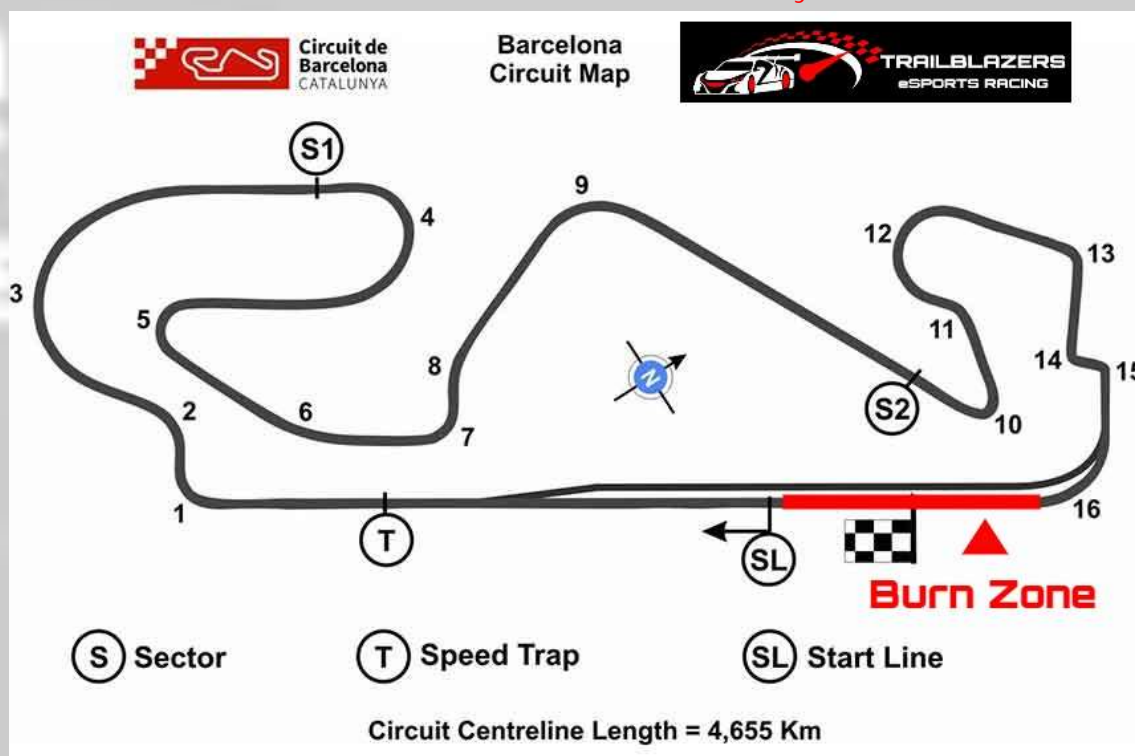 Circuit de
Barcelona
CATALUNYA
Barcelona
Circuit Map
TRAILBLAZERS
eSPORTS RACING
S1
9
4
12
13
3
5
11
8
14
15
N
2
6
S2
10
7
1
16
T
SL
Burn Zone
S Sector
T Speed Trap
SL Start Line
Circuit Centreline Length = 4,655 Km